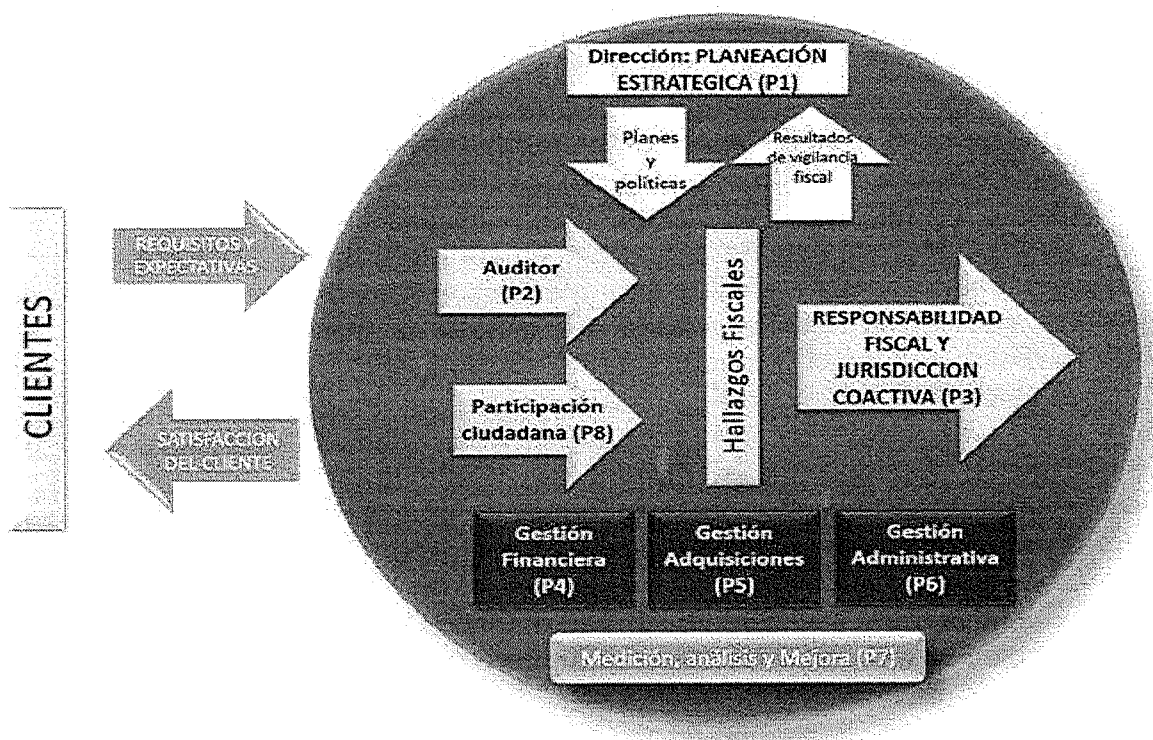 Dirección: PLANEACIÓN
ESTRATEGICA (P1)
Planes
y
políticas
Resultados
de vigilancia
fiscal
CLIENTES
REQUISITOS Y
EXPECTATIVAS
SATISFACCION
DEL CLIENTE
Auditor
(P2)
Participación
ciudadana (P8)
Hallazgos Fiscales
RESPONSABILIDAD
FISCAL Y
JURISDICCION
COACTIVA (P3)
Gestión
Financiera
(P4)
Gestión
Adquisiciones
(P5)
Gestión
Administrativa
(P6)
Medición, análisis y Mejora (P7)